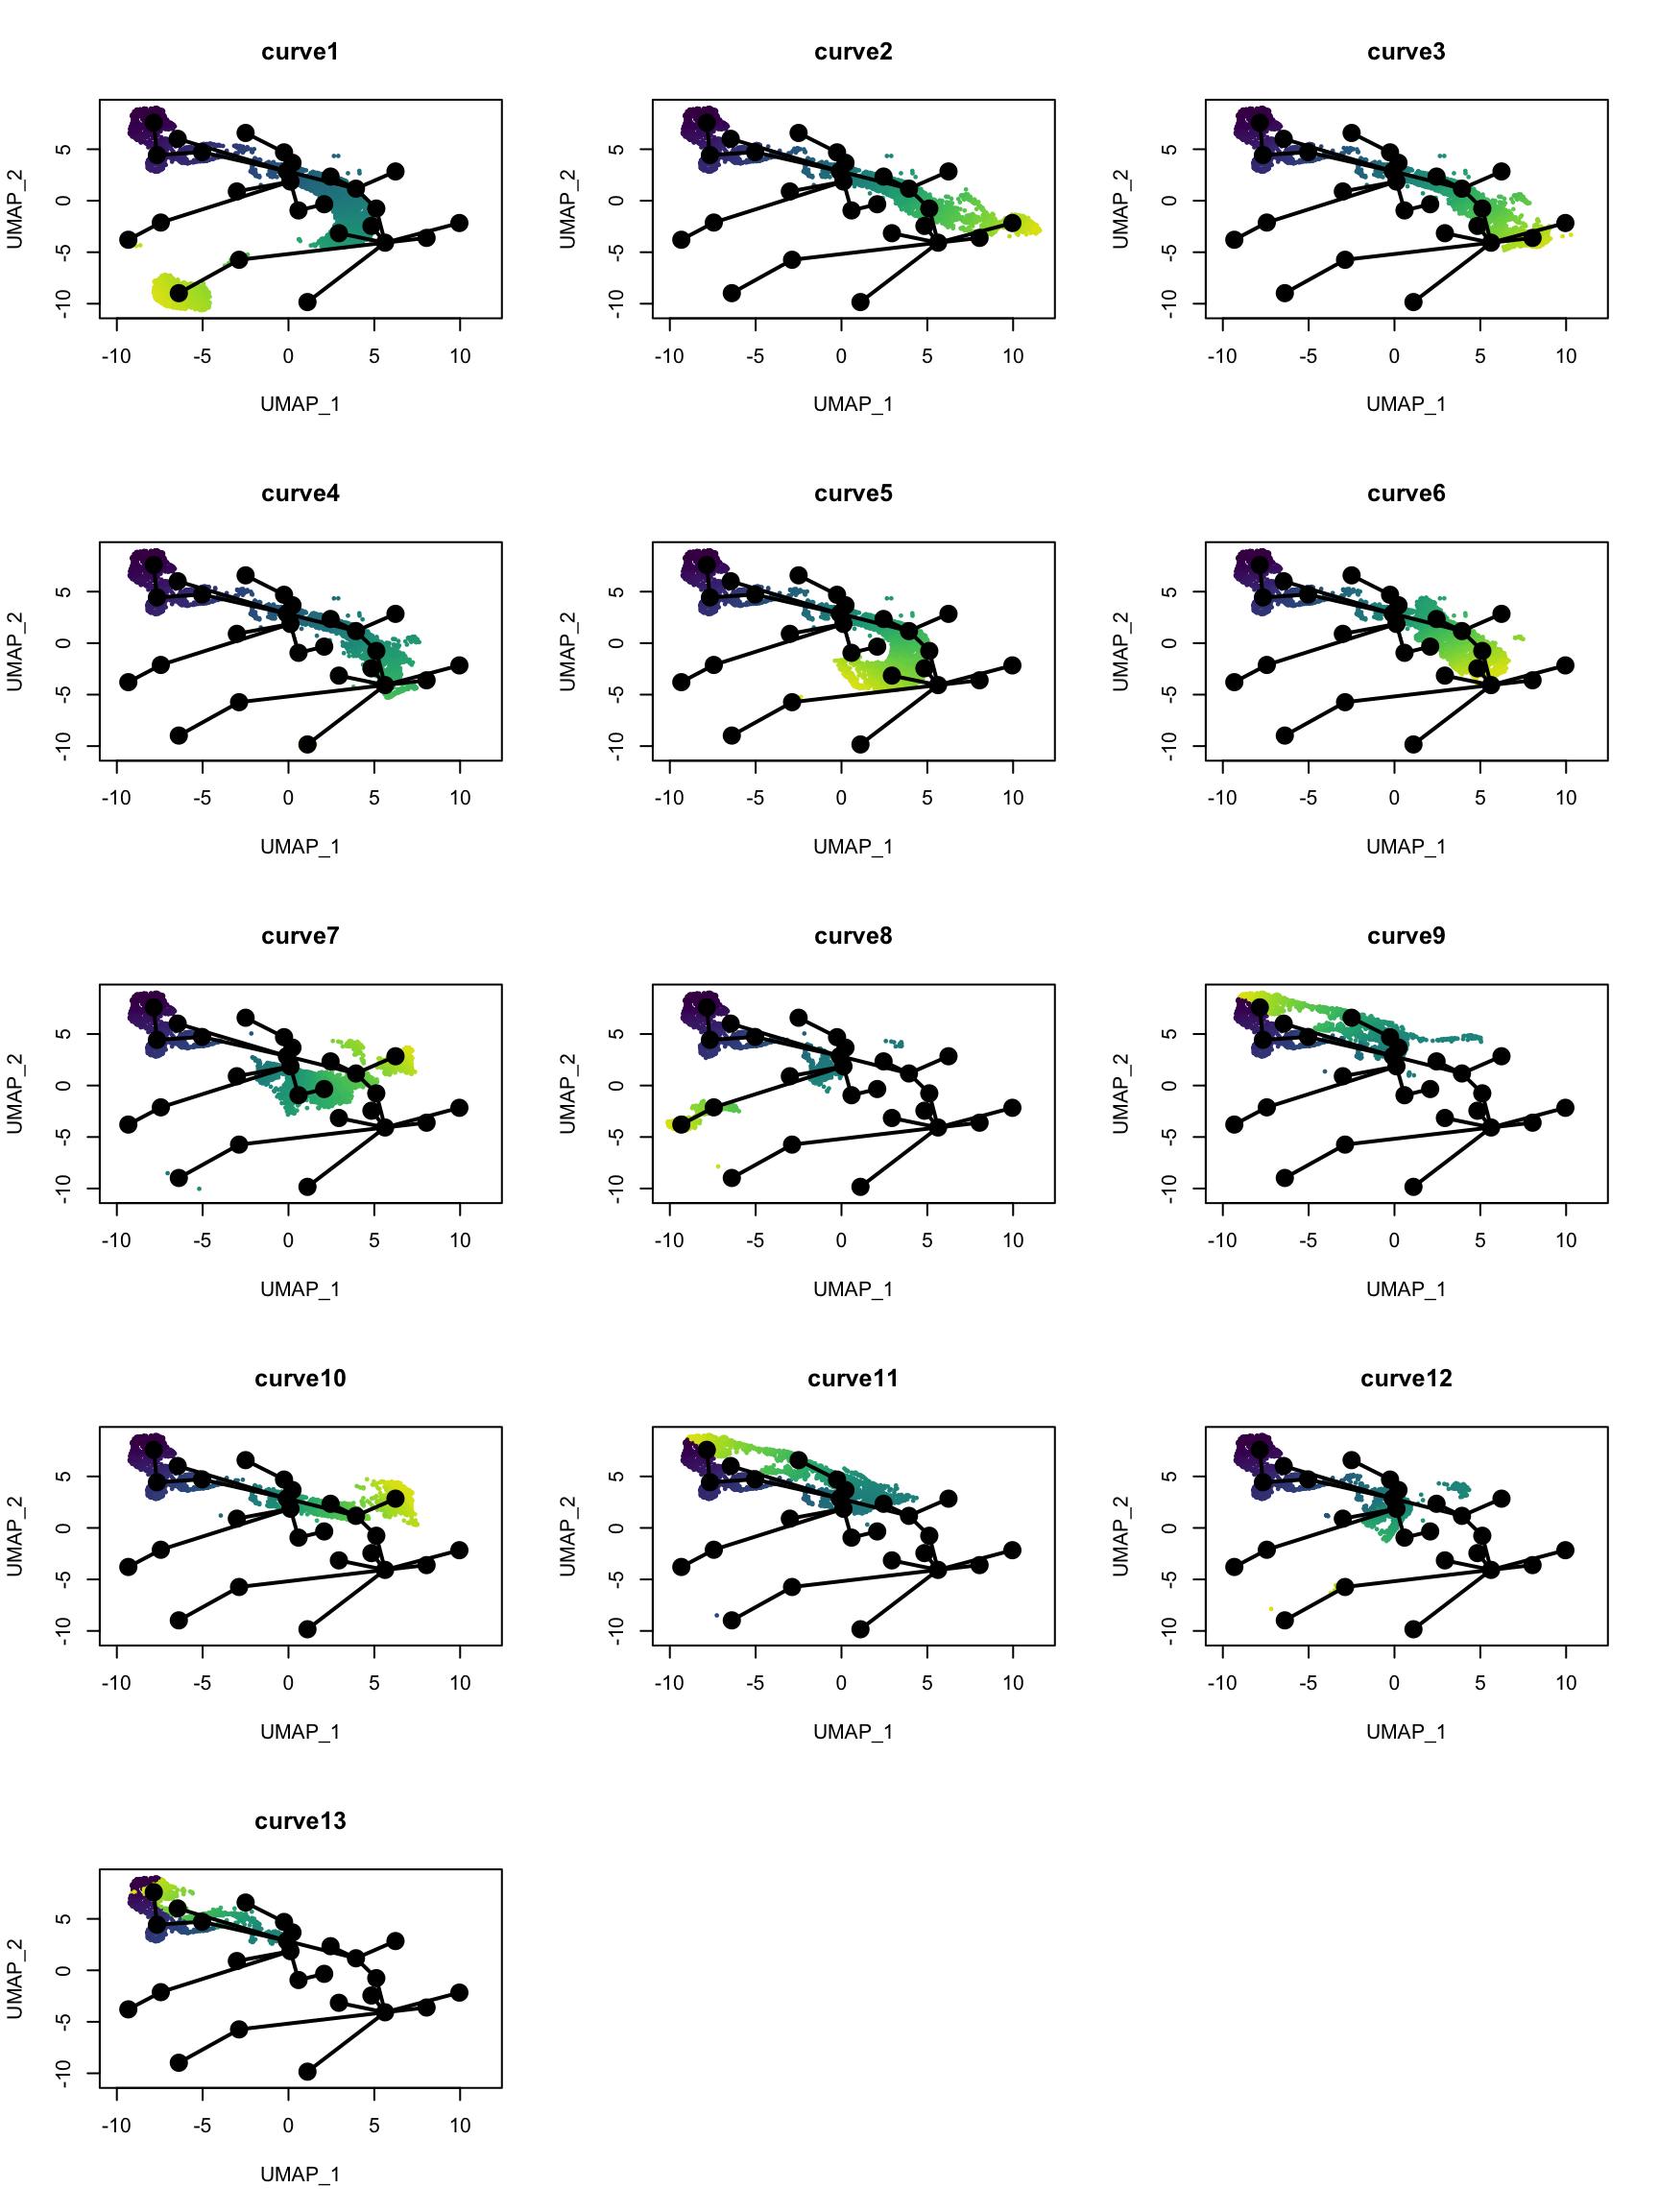 curve1 curve2 curve3
5 5 5
0 0 0
-5 -5 -5
-10 -10 -10
UMAP_2 UMAP_2 UMAP_2
-10 -5 0 5 10 -10 -5 0 5 10 -10 -5 0 5 10
UMAP_1 UMAP_1 UMAP_1
curve4 curve5 curve6
5 5 5
0 0 0
-5 -5 -5
-10 -10 -10
UMAP_2 UMAP_2 UMAP_2
-10 -5 0 5 10 -10 -5 0 5 10 -10 -5 0 5 10
UMAP_1 UMAP_1 UMAP_1
curve7 curve8 curve9
5 5 5
0 0 0
-5 -5 -5
-10 -10 -10
UMAP_2 UMAP_2 UMAP_2
-10 -5 0 5 10 -10 -5 0 5 10 -10 -5 0 5 10
UMAP_1 UMAP_1 UMAP_1
curve10 curve11 curve12
5 5 5
0 0 0
-5 -5 -5
-10 -10 -10
UMAP_2 UMAP_2 UMAP_2
-10 -5 0 5 10 -10 -5 0 5 10 -10 -5 0 5 10
UMAP_1 UMAP_1 UMAP_1
curve13
5
0
-5
-10
UMAP_2
-10 -5 0 5 10
UMAP_1